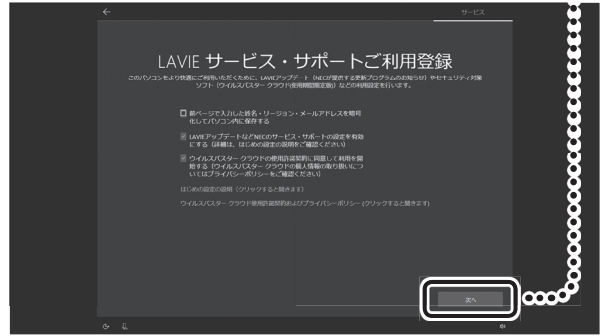 サービス
LAVIE サービス・サポートご利用登録
このパソコンをより快適にご利用いただくために、LAVIEアップデート（NECが提供する更新プログラムのお知らせ）やセキュリティ対策
ソフト（ウイルスバスター クラウド(使用期間限定版)）などの利用設定を行います。
前ページで入力した姓名・リージョン・メールアドレスを暗号
化してパソコン内に保存する
LAVIEアップデートなどNECのサービス・サポートの設定を有効
にする（詳細は、はじめの設定の説明をご確認ください）
ウイルスバスター クラウドの使用許諾契約に同意して利用を開
始する（ウイルスバスター クラウドの個人情報の取り扱いにつ
いてはプライバシーポリシーをご確認ください）
はじめの設定の説明（クリックすると開きます）
ウイルスバスター クラウド使用許諾契約およびプライバシーポリシー (クリックすると開きます)
次へ